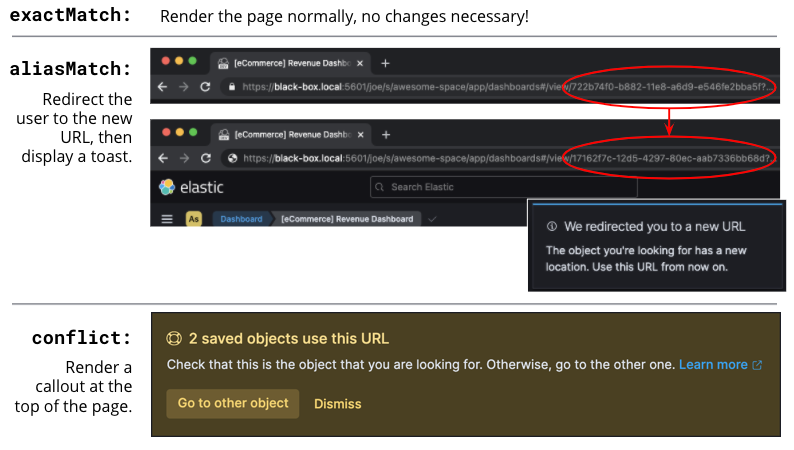 exactMatch: Render the page normally, no changes necessary!
aliasMatch:
Redirect the
user to the new
URL, then
display a toast.
[eCommerce] Revenue Dashbo
https://black-box.local:5601/joe/s/awesome-space/app/dashboards#/view/722b74f0-b882-11e8-a6d9-e546fe2bba5f?...
[eCommerce] Revenue Dashbo
https://black-box.local:5601/joe/s/awesome-space/app/dashboards#/view/17162f7c-12d5-4297-80ec-aab7336bb68d?...
elastic Search Elastic
As Dashboard [eCommerce] Revenue Dashboard
We redirected you to a new URL
The object you're looking for has a new
location. Use this URL from now on.
conflict:
Render a
callout at the
top of the page.
2 saved objects use this URL
Check that this is the object that you are looking for. Otherwise, go to the other one. Learn more
Go to other object Dismiss